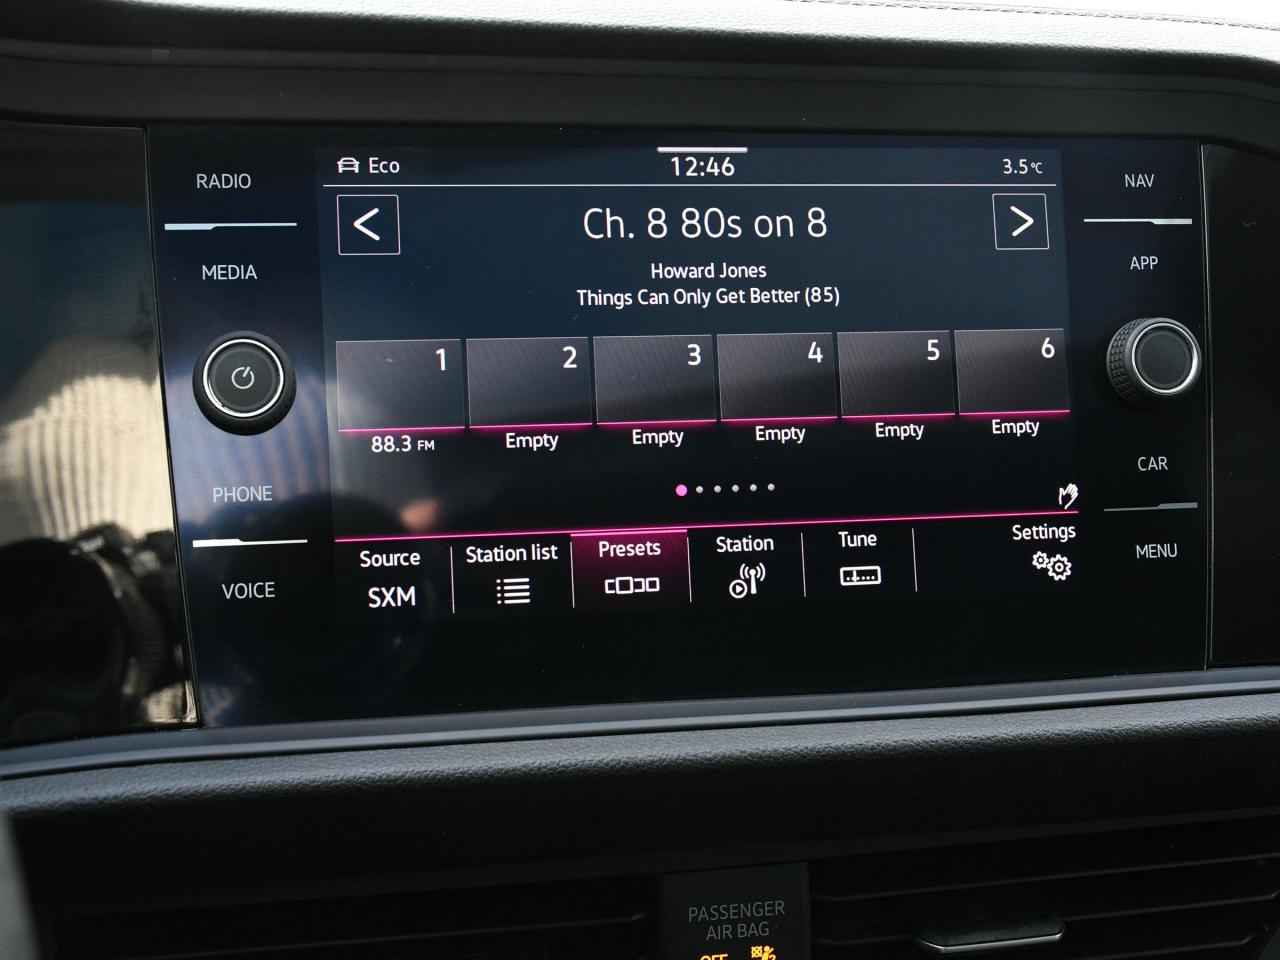 RADIO
MEDIA
PHONE
VOICE
Eco
12:46
3.5°C
<
Ch. 8 80s on 8
>
Howard Jones
Things Can Only Get Better (85)
1 2 3 4 5 6
88.3 FM Empty Empty Empty Empty Empty
Source Station list Presets Station Tune Settings
SXM
NAV
APP
CAR
MENU
PASSENGER
AIR BAG
OFF